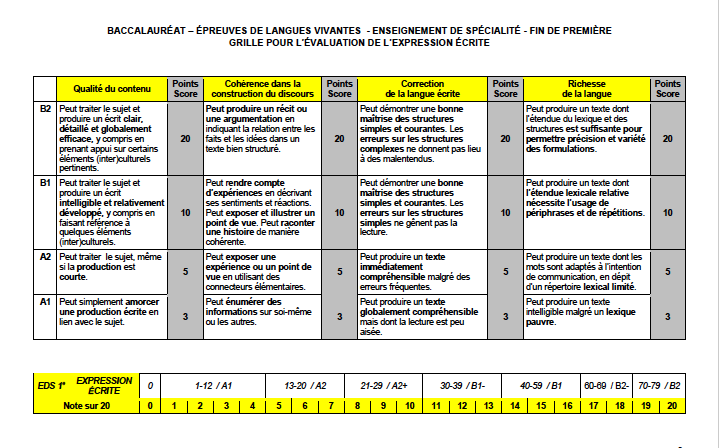 BACCALAURÉAT – ÉPREUVES DE LANGUES VIVANTES - ENSEIGNEMENT DE SPÉCIALITÉ - FIN DE PREMIÈRE
GRILLE POUR L'ÉVALUATION DE L'EXPRESSION ÉCRITE
Qualité du contenu
Points
Score
Cohérence dans la
construction du discours
Points
Score
Correction
de la langue écrite
Points
Score
Richesse
de la langue
Points
Score
B2
Peut traiter le sujet et
produire un écrit clair,
détaillé et globalement
efficace, y compris en
prenant appui sur certains
éléments (inter)culturels
pertinents.
20
Peut produire un récit ou
une argumentation en
indiquant la relation entre les
faits et les idées dans un
texte bien structuré.
20
Peut démontrer une bonne
maîtrise des structures
simples et courantes. Les
erreurs sur les structures
complexes ne donnent pas lieu
à des malentendus.
20
Peut produire un texte dont
l'étendue du lexique et des
structures est suffisante pour
permettre précision et variété
des formulations.
20
B1
Peut traiter le sujet et
produire un écrit
intelligible et relativement
développé, y compris en
faisant référence à
quelques éléments
(inter)culturels.
10
Peut rendre compte
d'expériences en décrivant
ses sentiments et réactions.
Peut exposer et illustrer un
point de vue. Peut raconter
une histoire de manière
cohérente.
10
Peut démontrer une bonne
maîtrise des structures
simples et courantes. Les
erreurs sur les structures
simples ne gênent pas la
lecture.
10
Peut produire un texte dont
l'étendue lexicale relative
nécessite l'usage de
périphrases et de répétitions.
10
A2
Peut traiter le sujet, même
si la production est
courte.
5
Peut exposer une
expérience ou un point de
vue en utilisant des
connecteurs élémentaires.
5
Peut produire un texte
immédiatement
compréhensible malgré des
erreurs fréquentes.
5
Peut produire un texte dont les
mots sont adaptés à l'intention
de communication, en dépit
d'un répertoire lexical limité.
5
A1
Peut simplement amorcer
une production écrite en
lien avec le sujet.
3
Peut énumérer des
informations sur soi-même
ou les autres.
3
Peut produire un texte
globalement compréhensible
mais dont la lecture est peu
aisée.
3
Peut produire un texte
intelligible malgré un lexique
pauvre.
3
EDS 1e EXPRESSION
ÉCRITE
0 1-12 / A1 13-20 / A2 21-29 / A2+ 30-39 / B1- 40-59 / B1 60-69 / B2- 70-79 / B2
Note sur 20 0 1 2 3 4 5 6 7 8 9 10 11 12 13 14 15 16 17 18 19 20